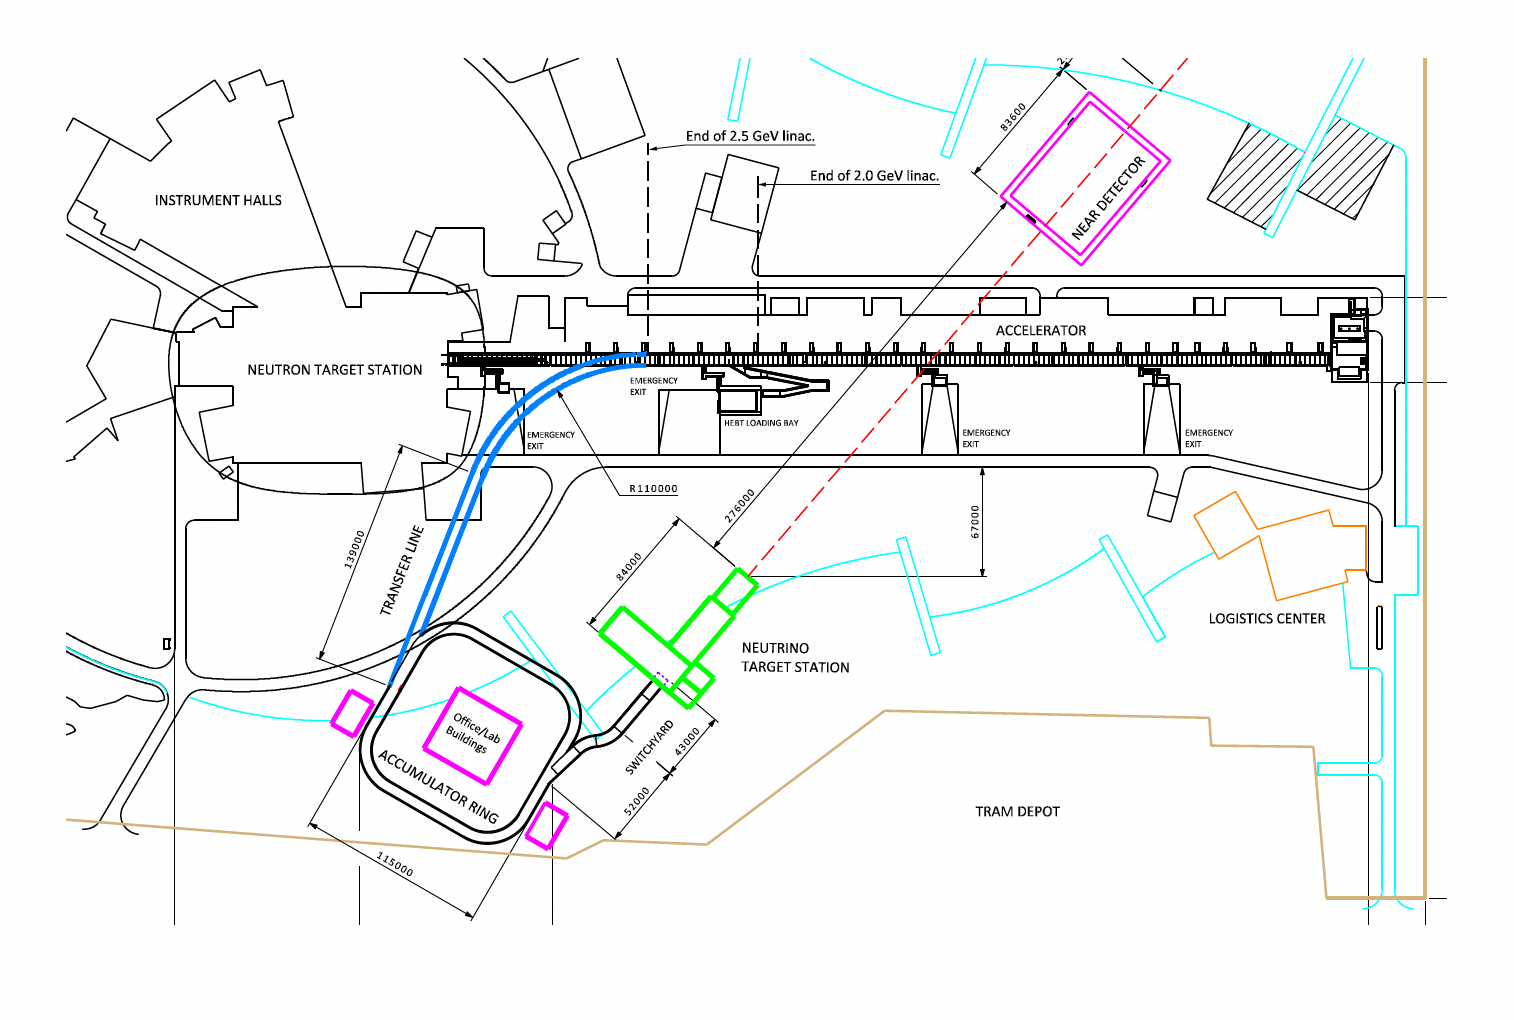 2.
83600
End of 2.5 GeV linac.
End of 2.0 GeV linac.
NEAR DETECTOR
INSTRUMENT HALLS
ACCELERATOR
NEUTRON TARGET STATION
EMERGENCY
EXIT
HEBT LOADING BAY
EMERGENCY
EXIT
EMERGENCY
EXIT
EMERGENCY
EXIT
R110000
276000
67000
139000
TRANSFER LINE
84000
LOGISTICS CENTER
NEUTRINO
TARGET STATION
Office/Lab
Buildings
SWITCHYARD
43000
ACCUMULATOR RING
52000
TRAM DEPOT
115000